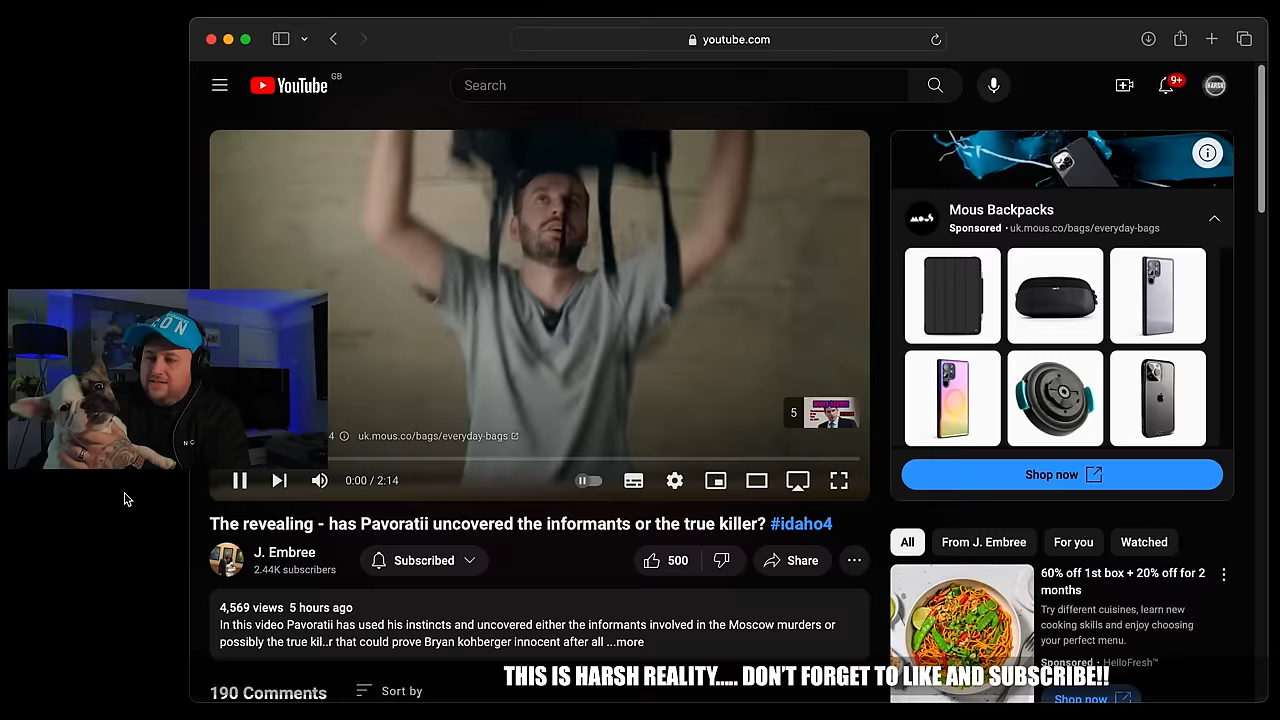 youtube.com
YouTube GB
Search
9+
HARSH
Mous Backpacks
Sponsored · uk.mous.co/bags/everyday-bags
Shop now
5
4 uk.mous.co/bags/everyday-bags
0:00 / 2:14
The revealing - has Pavoratii uncovered the informants or the true killer? #idaho4
J. Embree
2.44K subscribers
Subscribed
500
Share
4,569 views 5 hours ago
In this video Pavoratii has used his instincts and uncovered either the informants involved in the Moscow murders or
possibly the true kil..r that could prove Bryan kohberger innocent after all ...more
190 Comments
Sort by
All
From J. Embree
For you
Watched
60% off 1st box + 20% off for 2
months
Try different cuisines, learn new
cooking skills and enjoy choosing
your perfect menu.
Sponsored · HelloFresh™
Shop now
THIS IS HARSH REALITY..... DON'T FORGET TO LIKE AND SUBSCRIBE!!